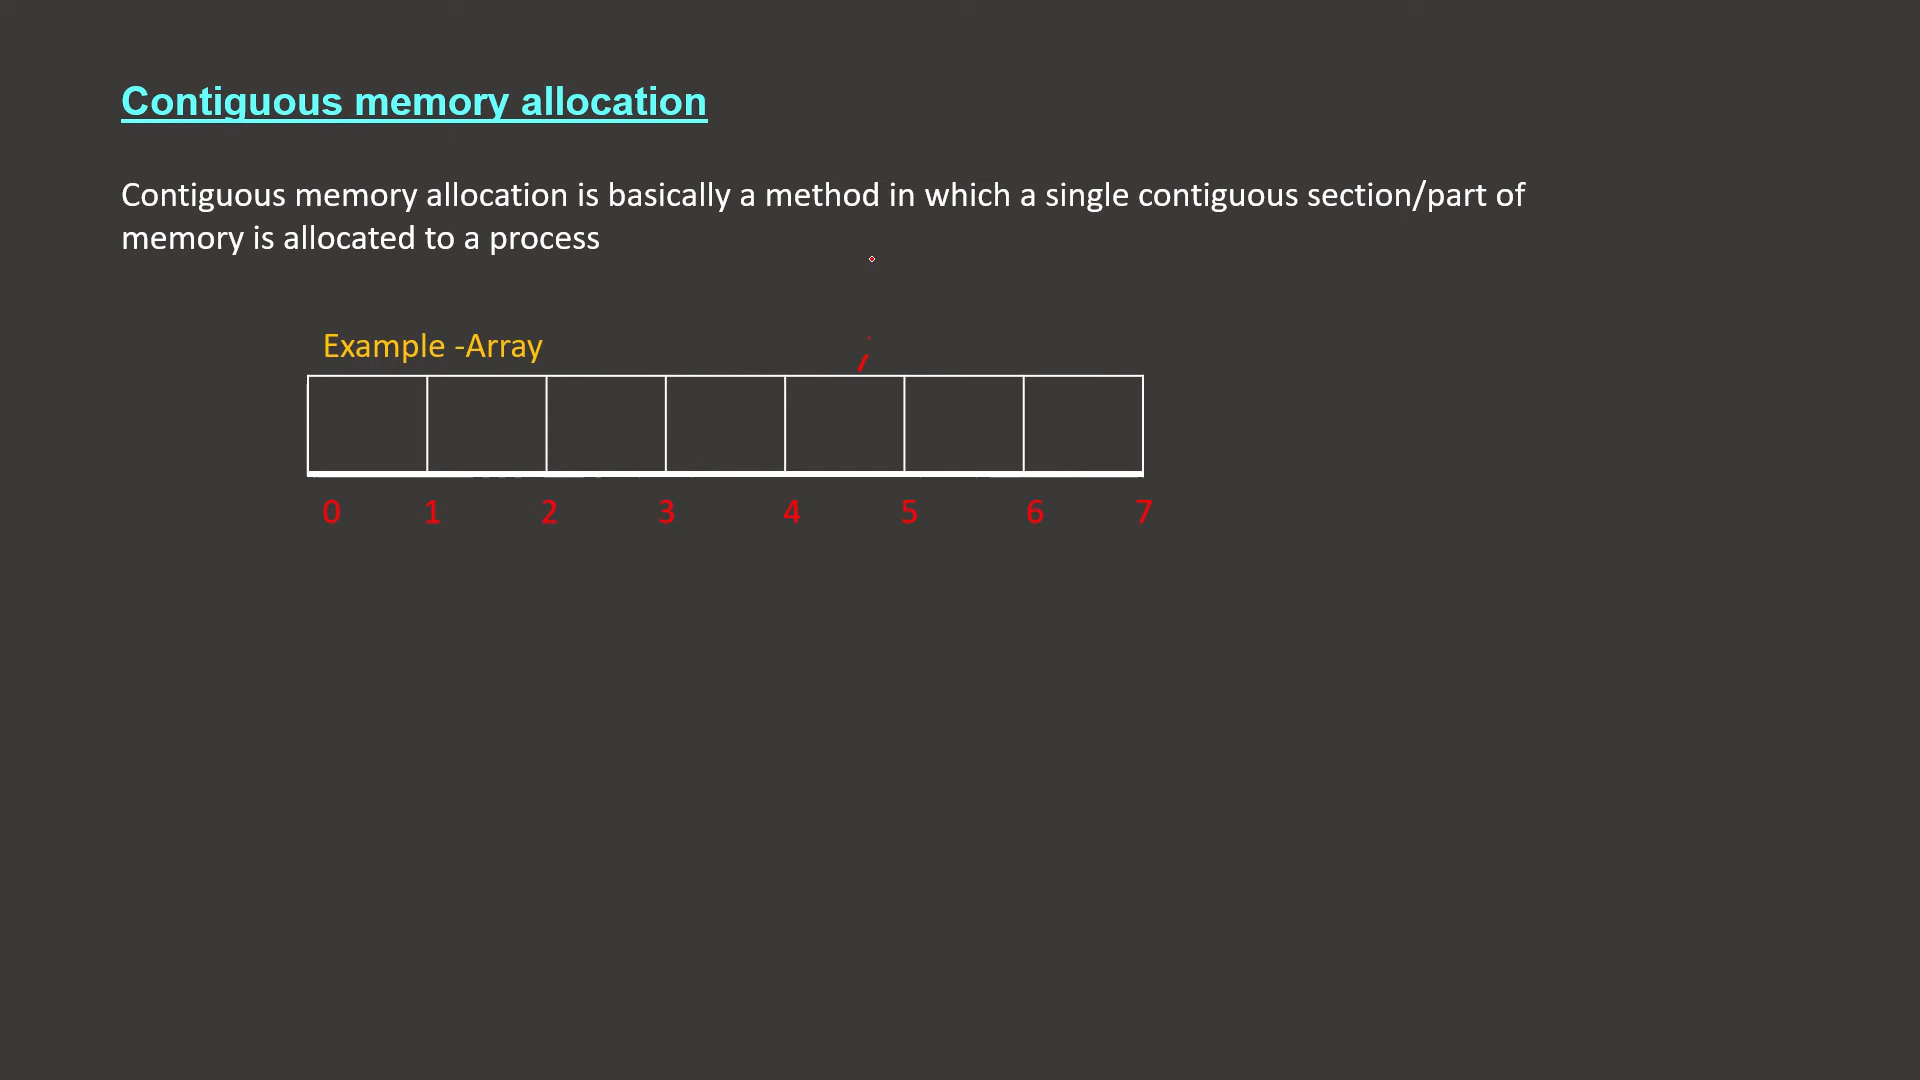 Contiguous memory allocation
Contiguous memory allocation is basically a method in which a single contiguous section/part of
memory is allocated to a process
Example -Array
0 1 2 3 4 5 6 7